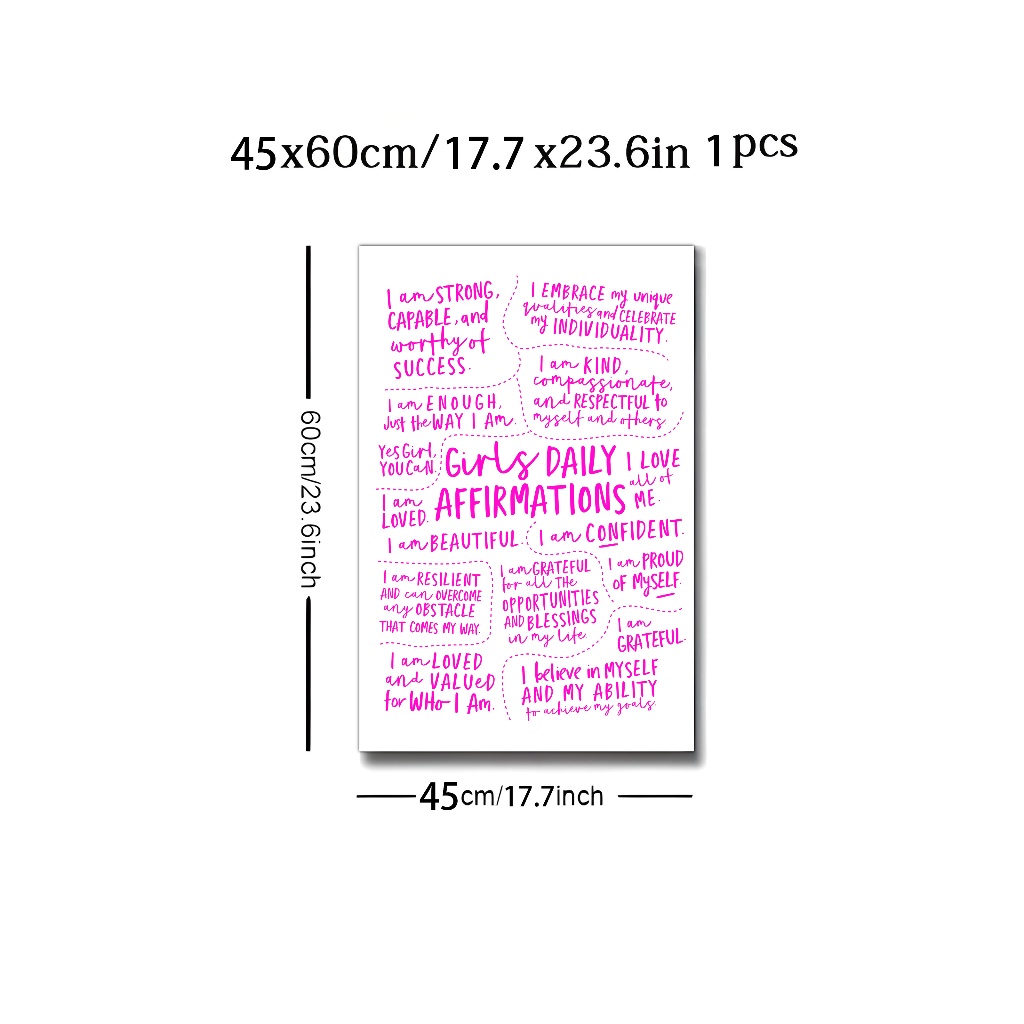 45x60cm/17.7 x23.6in 1pcs
60cm/23.6inch
I am STRONG,
CAPABLE, and
worthy of
SUCCESS.
I EMBRACE my unique
qualities and CELEBRATE
my INDIVIDUALITY.
I am KIND,
compassionate,
and RESPECTFUL to
myself and others
I am ENOUGH,
Just the WAY I Am.
Yes Girl,
YOU CAN.
Girls DAILY
AFFIRMATIONS
I LOVE
all of
ME.
I am
LOVED.
I am BEAUTIFUL.
I am CONFIDENT.
I am RESILIENT
AND can OVERCOME
any OBSTACLE
THAT COMES MY WAY.
I am GRATEFUL
for all THE
OPPORTUNITIES
AND BLESSINGS
in my life
I am PROUD
OF MySELF.
I am
GRATEFUL.
I am LOVED
and VALUeD
for WHo I Am.
I believe in MYSELF
AND MY ABILITY
to achieve my goals.
45cm/17.7inch